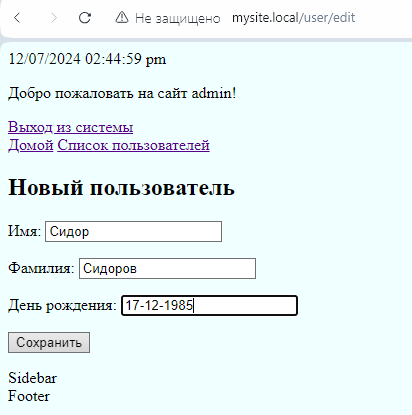 Не защищено mysite.local/user/edit
12/07/2024 02:44:59 pm
Добро пожаловать на сайт admin!
Выход из системы
Домой Список пользователей
Новый пользователь
Имя: Сидор
Фамилия: Сидоров
День рождения: 17-12-1985
Сохранить
Sidebar
Footer